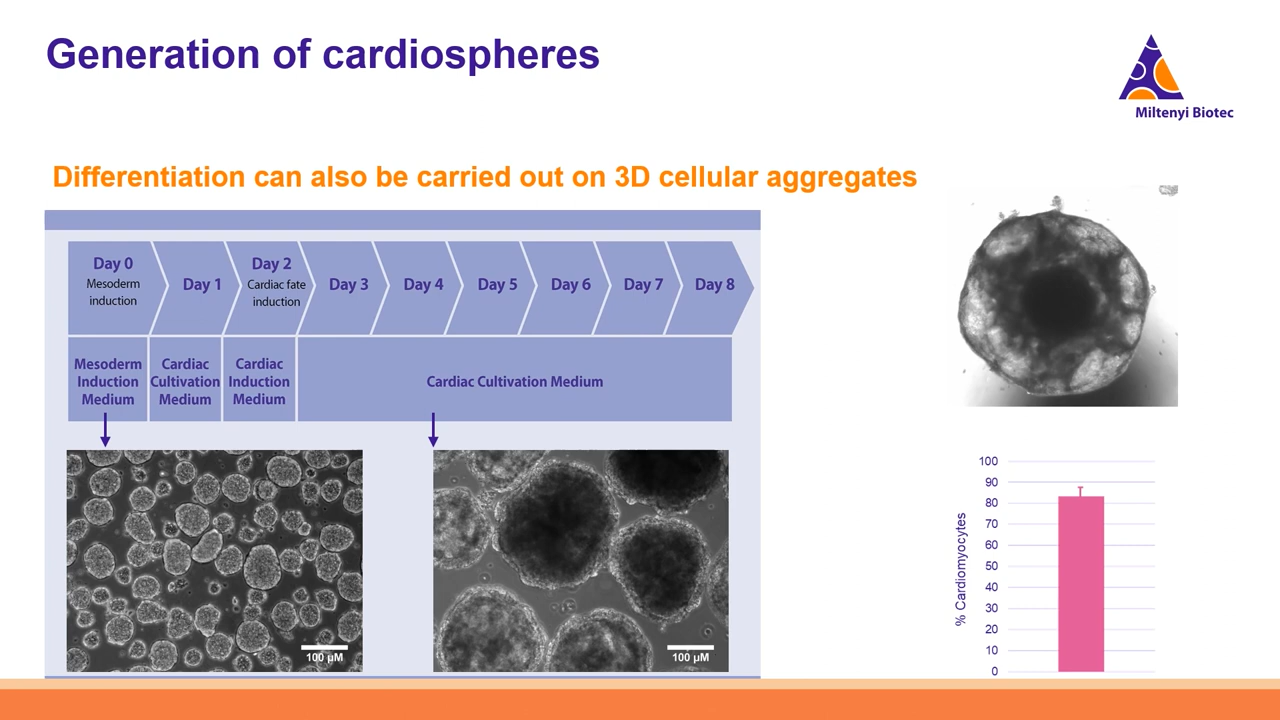 Generation of cardiospheres
Miltenyi Biotec
Differentiation can also be carried out on 3D cellular aggregates
Day 0
Mesoderm
induction
Day 1
Day 2
Cardiac fate
induction
Day 3
Day 4
Day 5
Day 6
Day 7
Day 8
Mesoderm
Induction
Medium
Cardiac
Cultivation
Medium
Cardiac
Induction
Medium
Cardiac Cultivation Medium
100 µM
100 µM
% Cardiomyocytes
100
90
80
70
60
50
40
30
20
10
0